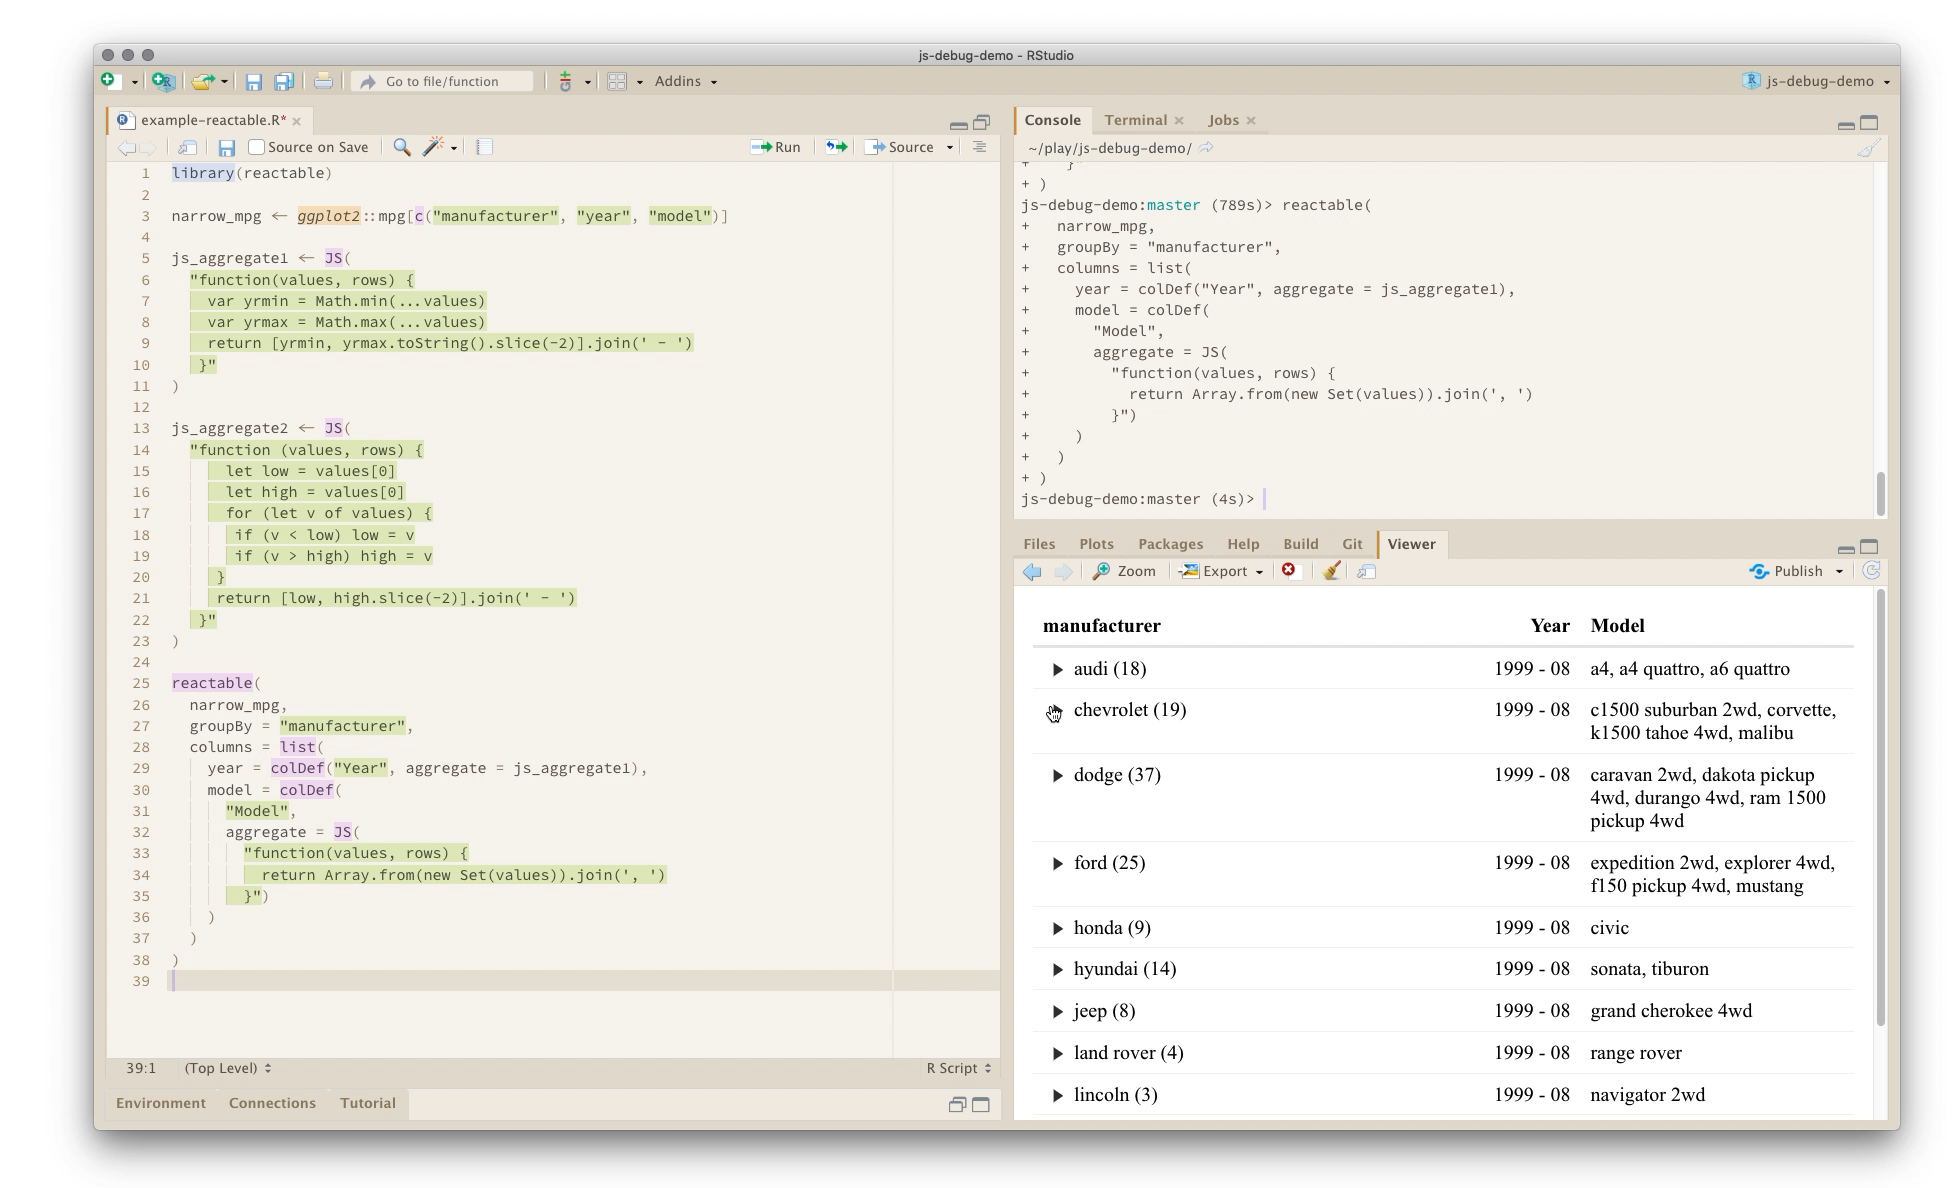 js-debug-demo - RStudio
Go to file/function
Addins
js-debug-demo
example-reactable.R*
Source on Save
Run
Source
1 library(reactable)
2
3 narrow_mpg <- ggplot2::mpg[c("manufacturer", "year", "model")]
4
5 js_aggregate1 <- JS(
6 "function(values, rows) {
7 var yrmin = Math.min(...values)
8 var yrmax = Math.max(...values)
9 return [yrmin, yrmax.toString().slice(-2)].join(' - ')
10 }"
11 )
12
13 js_aggregate2 <- JS(
14 "function (values, rows) {
15 let low = values[0]
16 let high = values[0]
17 for (let v of values) {
18 if (v < low) low = v
19 if (v > high) high = v
20 }
21 return [low, high.slice(-2)].join(' - ')
22 }"
23 )
24
25 reactable(
26 narrow_mpg,
27 groupBy = "manufacturer",
28 columns = list(
29 year = colDef("Year", aggregate = js_aggregate1),
30 model = colDef(
31 "Model",
32 aggregate = JS(
33 "function(values, rows) {
34 return Array.from(new Set(values)).join(', ')
35 }")
36 )
37 )
38 )
39
39:1 (Top Level) R Script
Environment Connections Tutorial
Console Terminal Jobs
~/play/js-debug-demo/
+ }"
+ )
js-debug-demo:master (789s)> reactable(
+ narrow_mpg,
+ groupBy = "manufacturer",
+ columns = list(
+ year = colDef("Year", aggregate = js_aggregate1),
+ model = colDef(
+ "Model",
+ aggregate = JS(
+ "function(values, rows) {
+ return Array.from(new Set(values)).join(', ')
+ }")
+ )
+ )
+ )
js-debug-demo:master (4s)>
Files Plots Packages Help Build Git Viewer
Zoom Export Publish
manufacturer Year Model
audi (18) 1999 - 08 a4, a4 quattro, a6 quattro
chevrolet (19) 1999 - 08 c1500 suburban 2wd, corvette,
k1500 tahoe 4wd, malibu
dodge (37) 1999 - 08 caravan 2wd, dakota pickup
4wd, durango 4wd, ram 1500
pickup 4wd
ford (25) 1999 - 08 expedition 2wd, explorer 4wd,
f150 pickup 4wd, mustang
honda (9) 1999 - 08 civic
hyundai (14) 1999 - 08 sonata, tiburon
jeep (8) 1999 - 08 grand cherokee 4wd
land rover (4) 1999 - 08 range rover
lincoln (3) 1999 - 08 navigator 2wd